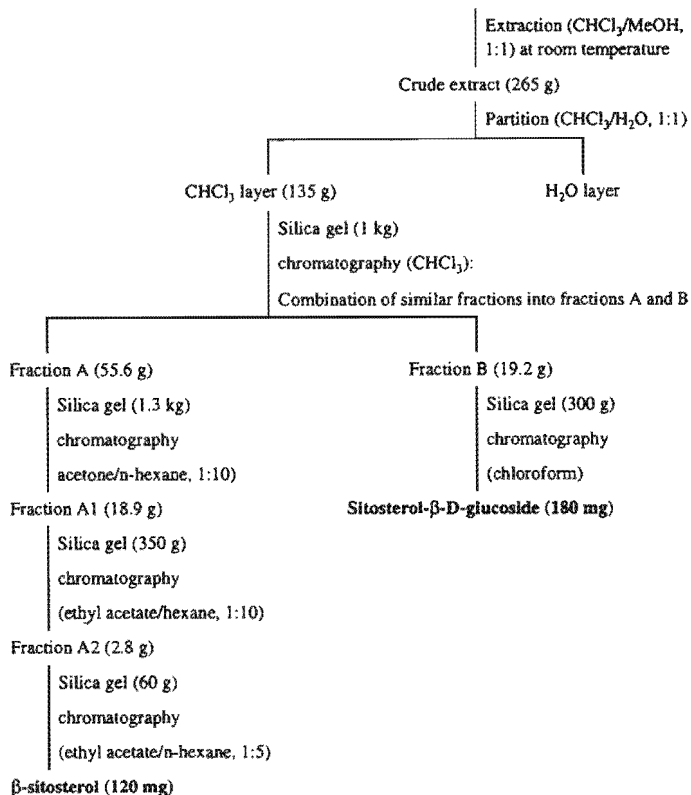 Extraction (CHCl₃/MeOH,
1:1) at room temperature
Crude extract (265 g)
Partition (CHCl₃/H₂O, 1:1)
CHCl₃ layer (135 g)
H₂O layer
Silica gel (1 kg)
chromatography (CHCl₃):
Combination of similar fractions into fractions A and B
Fraction A (55.6 g)
Silica gel (1.3 kg)
chromatography
acetone/n-hexane, 1:10)
Fraction A1 (18.9 g)
Silica gel (350 g)
chromatography
(ethyl acetate/hexane, 1:10)
Fraction A2 (2.8 g)
Silica gel (60 g)
chromatography
(ethyl acetate/n-hexane, 1:5)
β-sitosterol (120 mg)
Fraction B (19.2 g)
Silica gel (300 g)
chromatography
(chloroform)
Sitosterol-β-D-glucoside (180 mg)